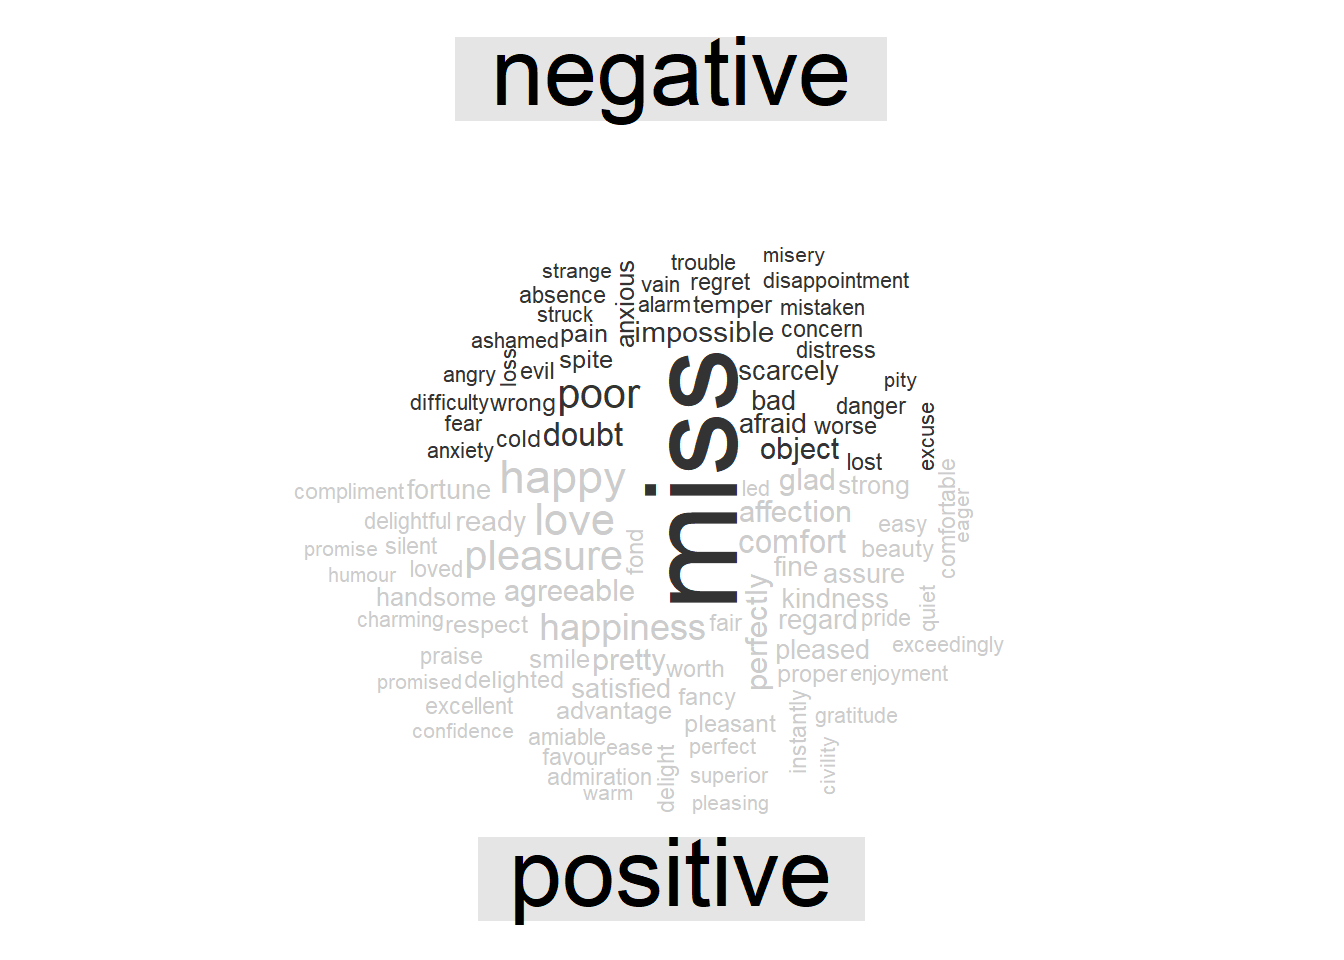 negative
misery
trouble
strange
anxious
vain
regret
disappointment
absence
alarm
temper
mistaken
struck
ashamed
pain
impossible
concern
distress
loss
evil
spite
miss
scarcely
angry
pity
poor
bad
difficulty
wrong
danger
fear
afraid
worse
excuse
cold
doubt
anxiety
object
lost
happy
compliment
fortune
led
glad
strong
comfortable
delightful
ready
love
affection
easy
eager
promise
silent
pleasure
fond
comfort
beauty
humour
loved
fine
assure
handsome
agreeable
kindness
quiet
charming
respect
happiness
fair
perfectly
regard
pride
praise
smile
pretty
worth
pleased
exceedingly
promised
delighted
satisfied
proper
enjoyment
excellent
advantage
fancy
instantly
gratitude
confidence
amiable
pleasant
favour
ease
perfect
civility
admiration
delight
superior
warm
pleasing
positive